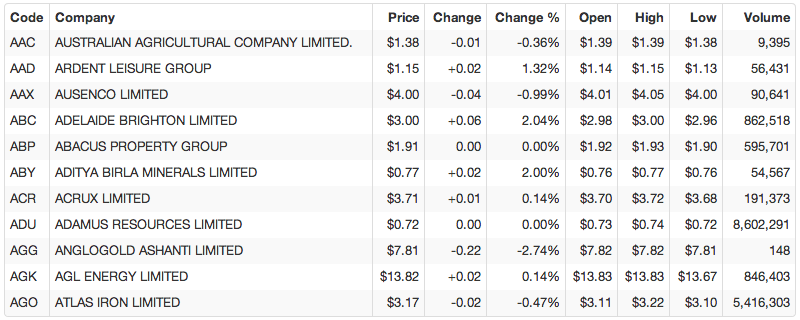 Code Company Price Change Change % Open High Low Volume
AAC AUSTRALIAN AGRICULTURAL COMPANY LIMITED. $1.38 -0.01 -0.36% $1.39 $1.39 $1.38 9,395
AAD ARDENT LEISURE GROUP $1.15 +0.02 1.32% $1.14 $1.15 $1.13 56,431
AAX AUSENCO LIMITED $4.00 -0.04 -0.99% $4.01 $4.05 $4.00 90,641
ABC ADELAIDE BRIGHTON LIMITED $3.00 +0.06 2.04% $2.98 $3.00 $2.96 862,518
ABP ABACUS PROPERTY GROUP $1.91 0.00 0.00% $1.92 $1.93 $1.90 595,701
ABY ADITYA BIRLA MINERALS LIMITED $0.77 +0.02 2.00% $0.76 $0.77 $0.76 54,567
ACR ACRUX LIMITED $3.71 +0.01 0.14% $3.70 $3.72 $3.68 191,373
ADU ADAMUS RESOURCES LIMITED $0.72 0.00 0.00% $0.73 $0.74 $0.72 8,602,291
AGG ANGLOGOLD ASHANTI LIMITED $7.81 -0.22 -2.74% $7.82 $7.82 $7.81 148
AGK AGL ENERGY LIMITED $13.82 +0.02 0.14% $13.83 $13.83 $13.67 846,403
AGO ATLAS IRON LIMITED $3.17 -0.02 -0.47% $3.11 $3.22 $3.10 5,416,303